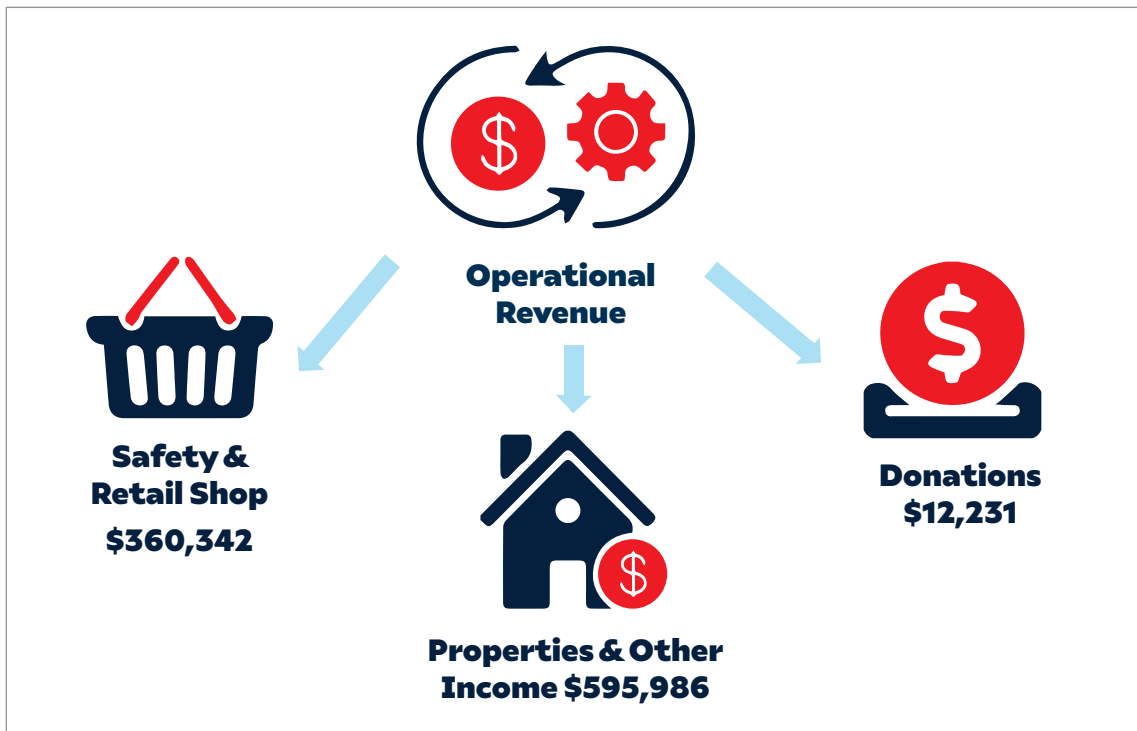 Operational
Revenue
Safety &
Retail Shop
$360,342
Properties & Other
Income $595,986
Donations
$12,231